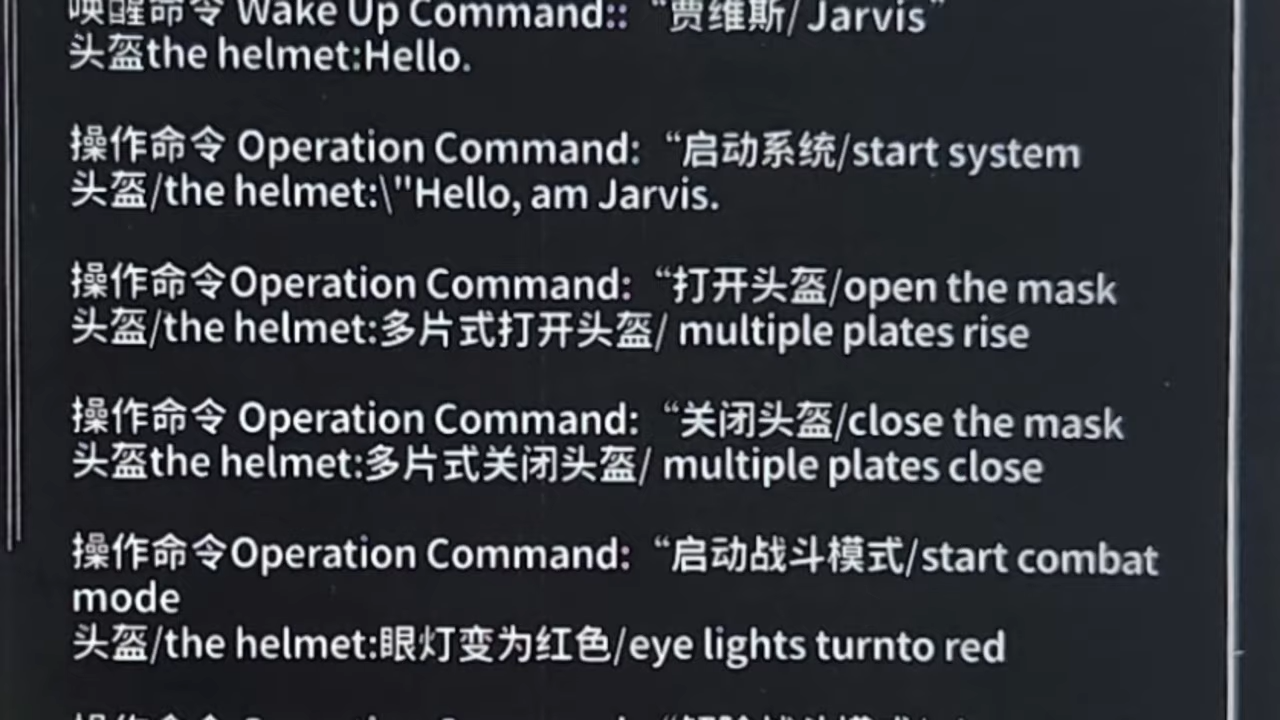 唤醒命令 Wake Up Command:: “贾维斯/ Jarvis”
头盔the helmet:Hello.
操作命令 Operation Command: “启动系统/start system
头盔/the helmet:\"Hello, am Jarvis.
操作命令Operation Command: “打开头盔/open the mask
头盔/the helmet:多片式打开头盔/ multiple plates rise
操作命令 Operation Command: “关闭头盔/close the mask
头盔the helmet:多片式关闭头盔/ multiple plates close
操作命令Operation Command: “启动战斗模式/start combat
mode
头盔/the helmet:眼灯变为红色/eye lights turnto red